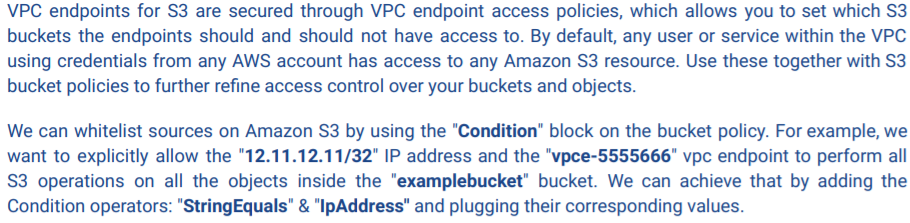 VPC endpoints for S3 are secured through VPC endpoint access policies, which allows you to set which S3
buckets the endpoints should and should not have access to. By default, any user or service within the VPC
using credentials from any AWS account has access to any Amazon S3 resource. Use these together with S3
bucket policies to further refine access control over your buckets and objects.
We can whitelist sources on Amazon S3 by using the "Condition" block on the bucket policy. For example, we
want to explicitly allow the "12.11.12.11/32" IP address and the "vpce-5555666" vpc endpoint to perform all
S3 operations on all the objects inside the "examplebucket" bucket. We can achieve that by adding the
Condition operators: "StringEquals" & "IpAddress" and plugging their corresponding values.